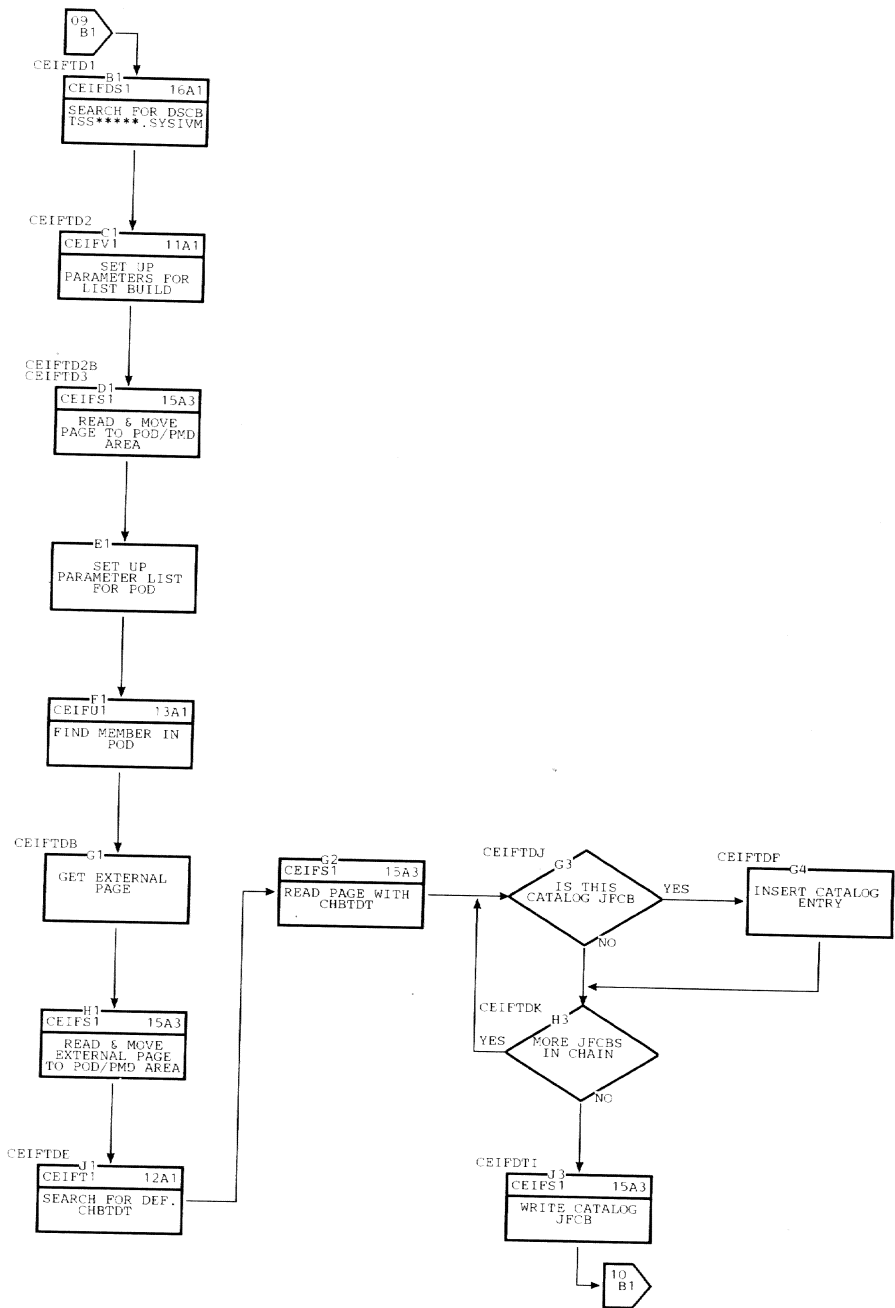 09
B1
CEIFTD1
B1
CEIFDS1 16A1
SEARCH FOR DSCB
TSS*****.SYSIVM
CEIFTD2
C1
CEIFV1 11A1
SET UP
PARAMETERS FOR
LIST BUILD
CEIFTD2B
CEIFTD3
D1
CEIFS1 15A3
READ & MOVE
PAGE TO POD/PMD
AREA
E1
SET UP
PARAMETER LIST
FOR POD
F1
CEIFU1 13A1
FIND MEMBER IN
POD
CEIFTDB
G1
GET EXTERNAL
PAGE
H1
CEIFS1 15A3
READ & MOVE
EXTERNAL PAGE
TO POD/PMD AREA
CEIFTDE
J1
CEIFT1 12A1
SEARCH FOR DEF.
CHBTDT
G2
CEIFS1 15A3
READ PAGE WITH
CHBTDT
CEIFTDJ
G3
IS THIS
CATALOG JFCB
YES
NO
CEIFTDF
G4
INSERT CATALOG
ENTRY
CEIFTDK
H3
YES
MORE JFCBS
IN CHAIN
NO
CEIFDTI
J3
CEIFS1 15A3
WRITE CATALOG
JFCB
10
B1